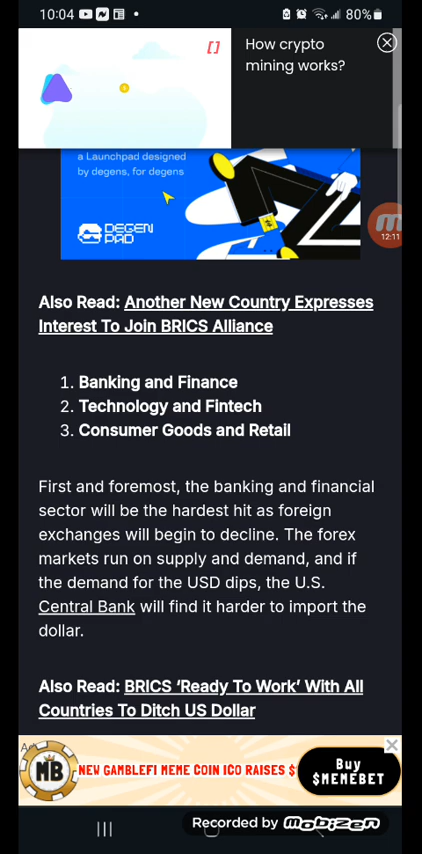 10:04
80%
How crypto
mining works?
a Launchpad designed
by degens, for degens
DEGEN
PAD
12:11
Also Read: Another New Country Expresses
Interest To Join BRICS Alliance
1. Banking and Finance
2. Technology and Fintech
3. Consumer Goods and Retail
First and foremost, the banking and financial
sector will be the hardest hit as foreign
exchanges will begin to decline. The forex
markets run on supply and demand, and if
the demand for the USD dips, the U.S.
Central Bank will find it harder to import the
dollar.
Also Read: BRICS ‘Ready To Work’ With All
Countries To Ditch US Dollar
MB
NEW GAMBLEFI MEME COIN ICO RAISES $
Buy
$MEMEBET
Recorded by mobizen